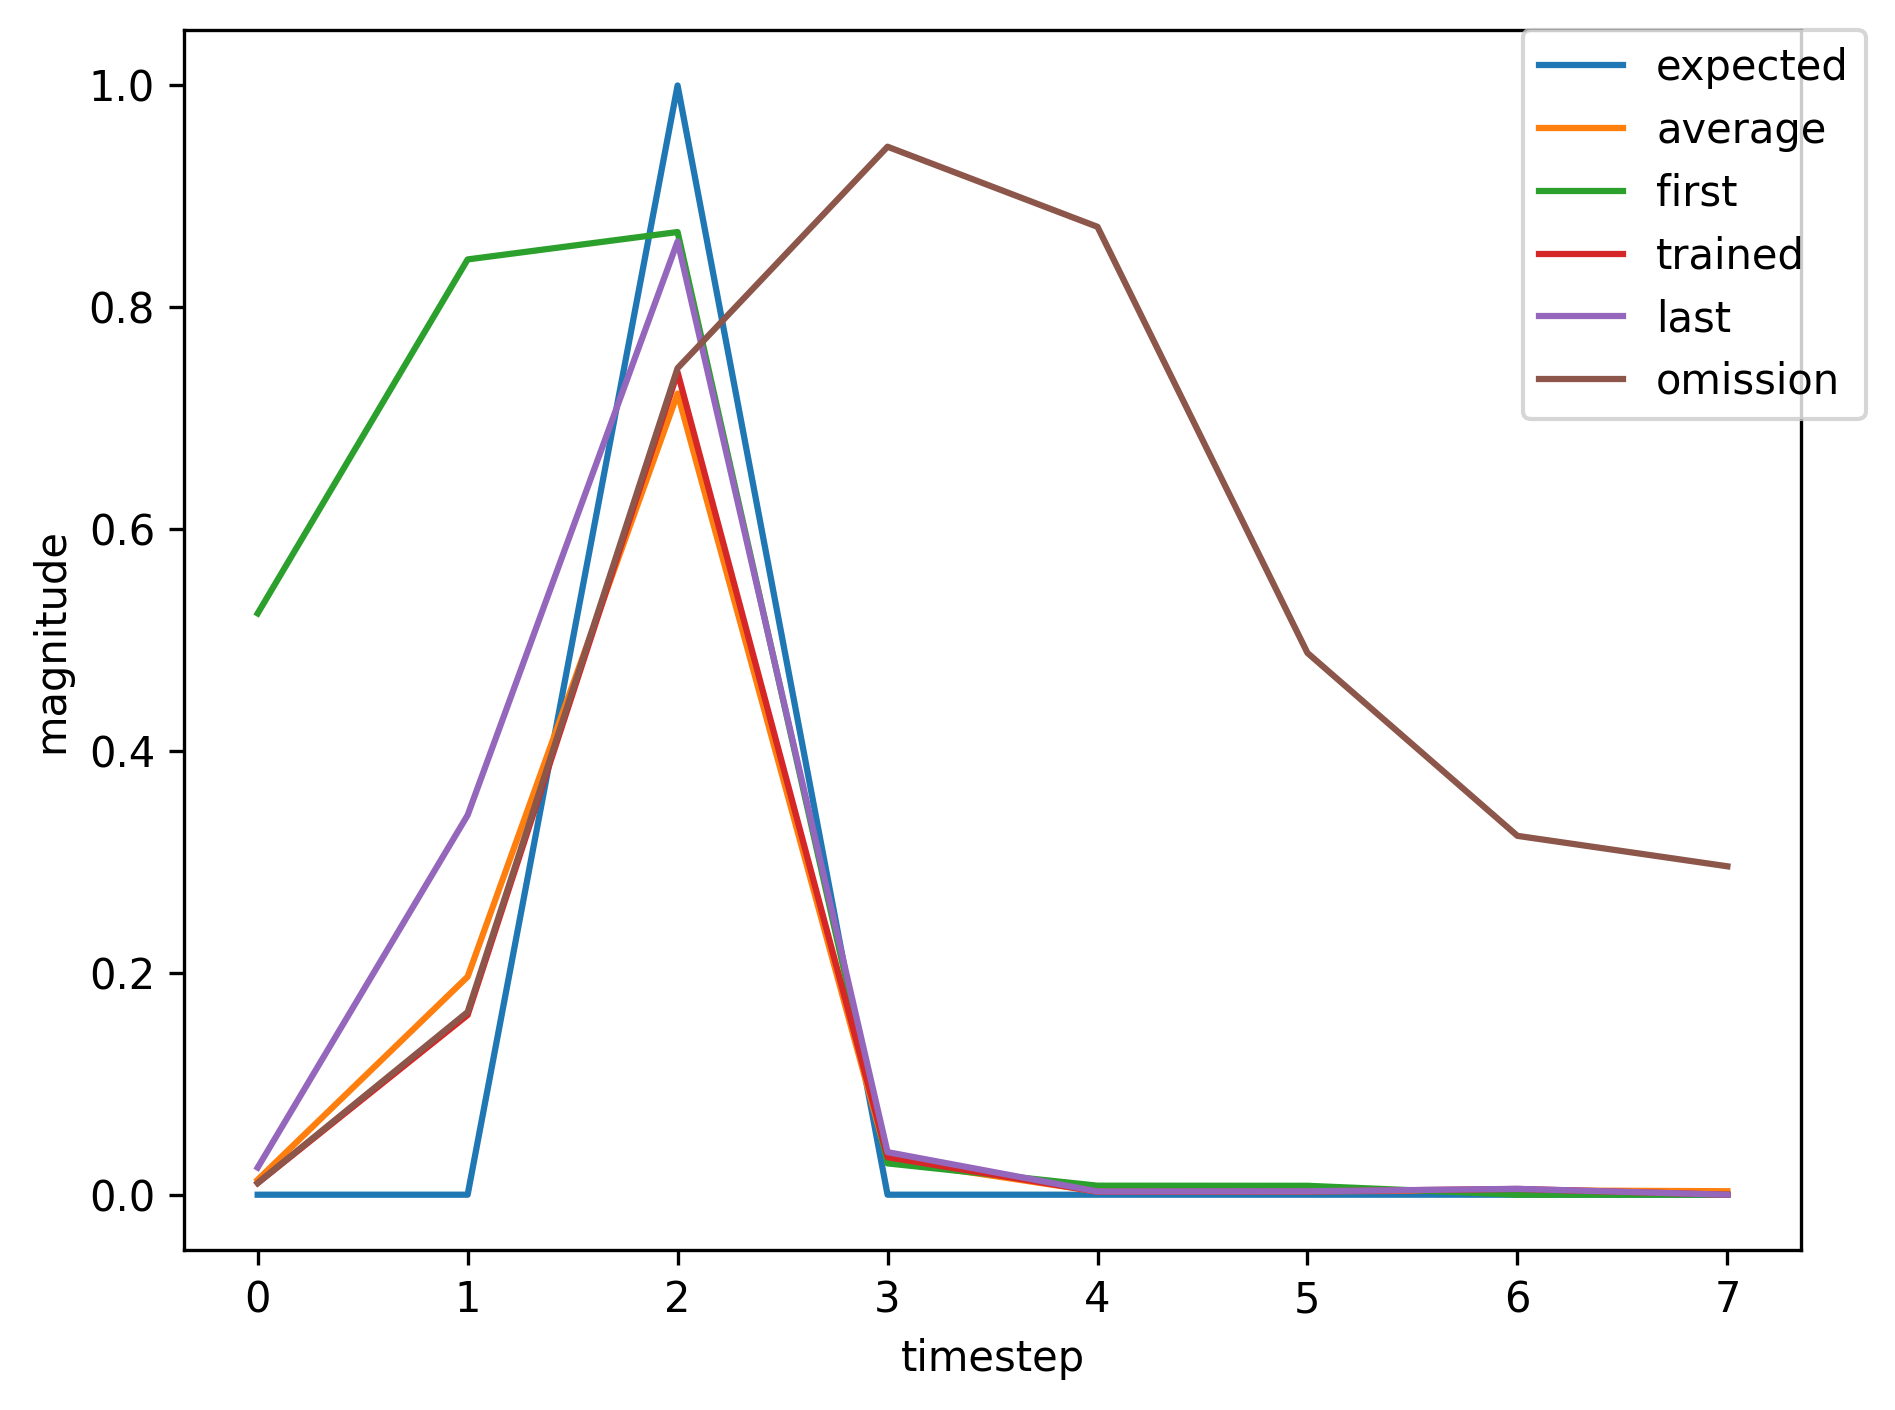 1.0
0.8
0.6
0.4
0.2
0.0
magnitude
0 1 2 3 4 5 6 7
timestep
expected
average
first
trained
last
omission